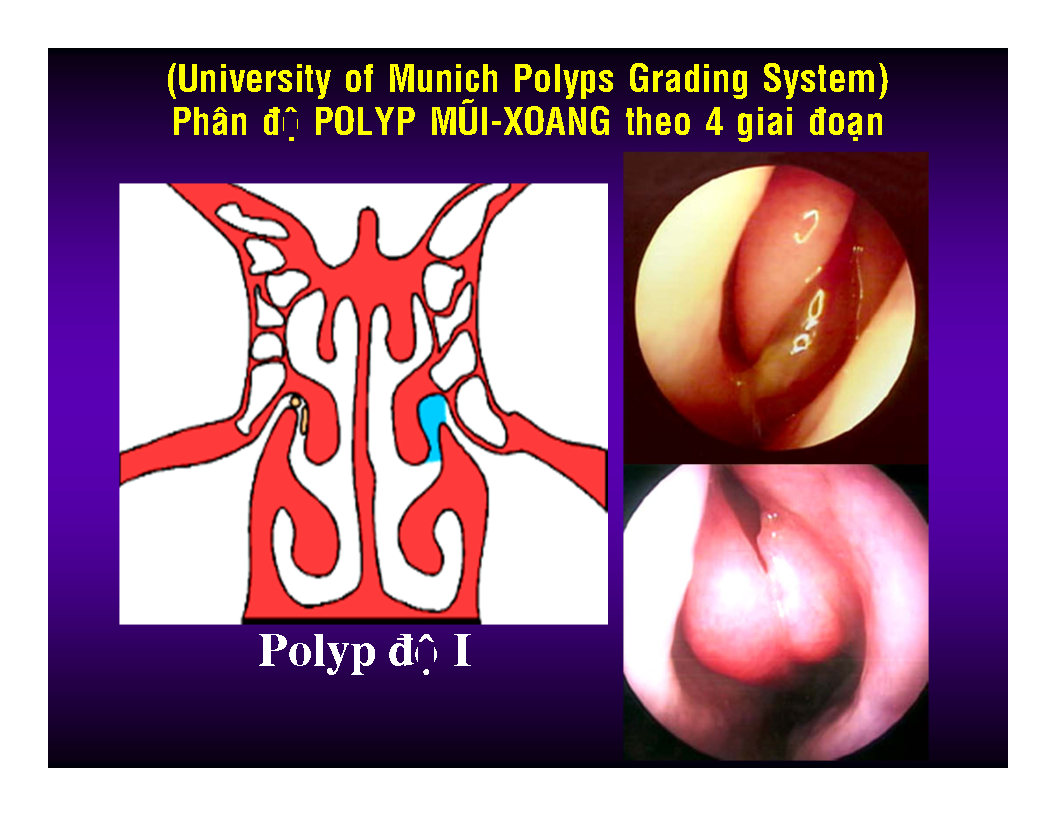 (University of Munich Polyps Grading System)
Phân độ POLYP MŨI-XOANG theo 4 giai đoạn
Polyp độ I